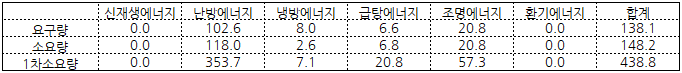 신재생에너지 난방에너지 냉방에너지 급탕에너지 조명에너지 환기에너지 합계
요구량 0.0 102.6 8.0 6.6 20.8 0.0 138.1
소요량 0.0 118.0 2.6 6.8 20.8 0.0 148.2
1차소요량 0.0 353.7 7.1 20.8 57.3 0.0 438.8